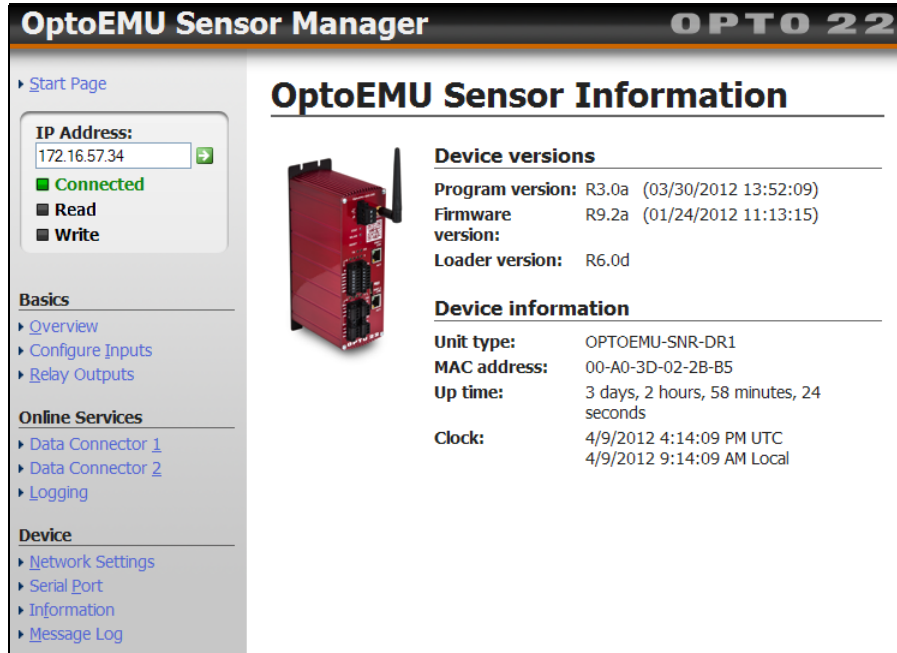 OptoEMU Sensor Manager
OPTO 22
Start Page
IP Address:
172.16.57.34
Connected
Read
Write
Basics
Overview
Configure Inputs
Relay Outputs
Online Services
Data Connector 1
Data Connector 2
Logging
Device
Network Settings
Serial Port
Information
Message Log
OptoEMU Sensor Information
Device versions
Program version: R3.0a (03/30/2012 13:52:09)
Firmware version: R9.2a (01/24/2012 11:13:15)
Loader version: R6.0d
Device information
Unit type: OPTOEMU-SNR-DR1
MAC address: 00-A0-3D-02-2B-B5
Up time: 3 days, 2 hours, 58 minutes, 24
seconds
Clock: 4/9/2012 4:14:09 PM UTC
4/9/2012 9:14:09 AM Local